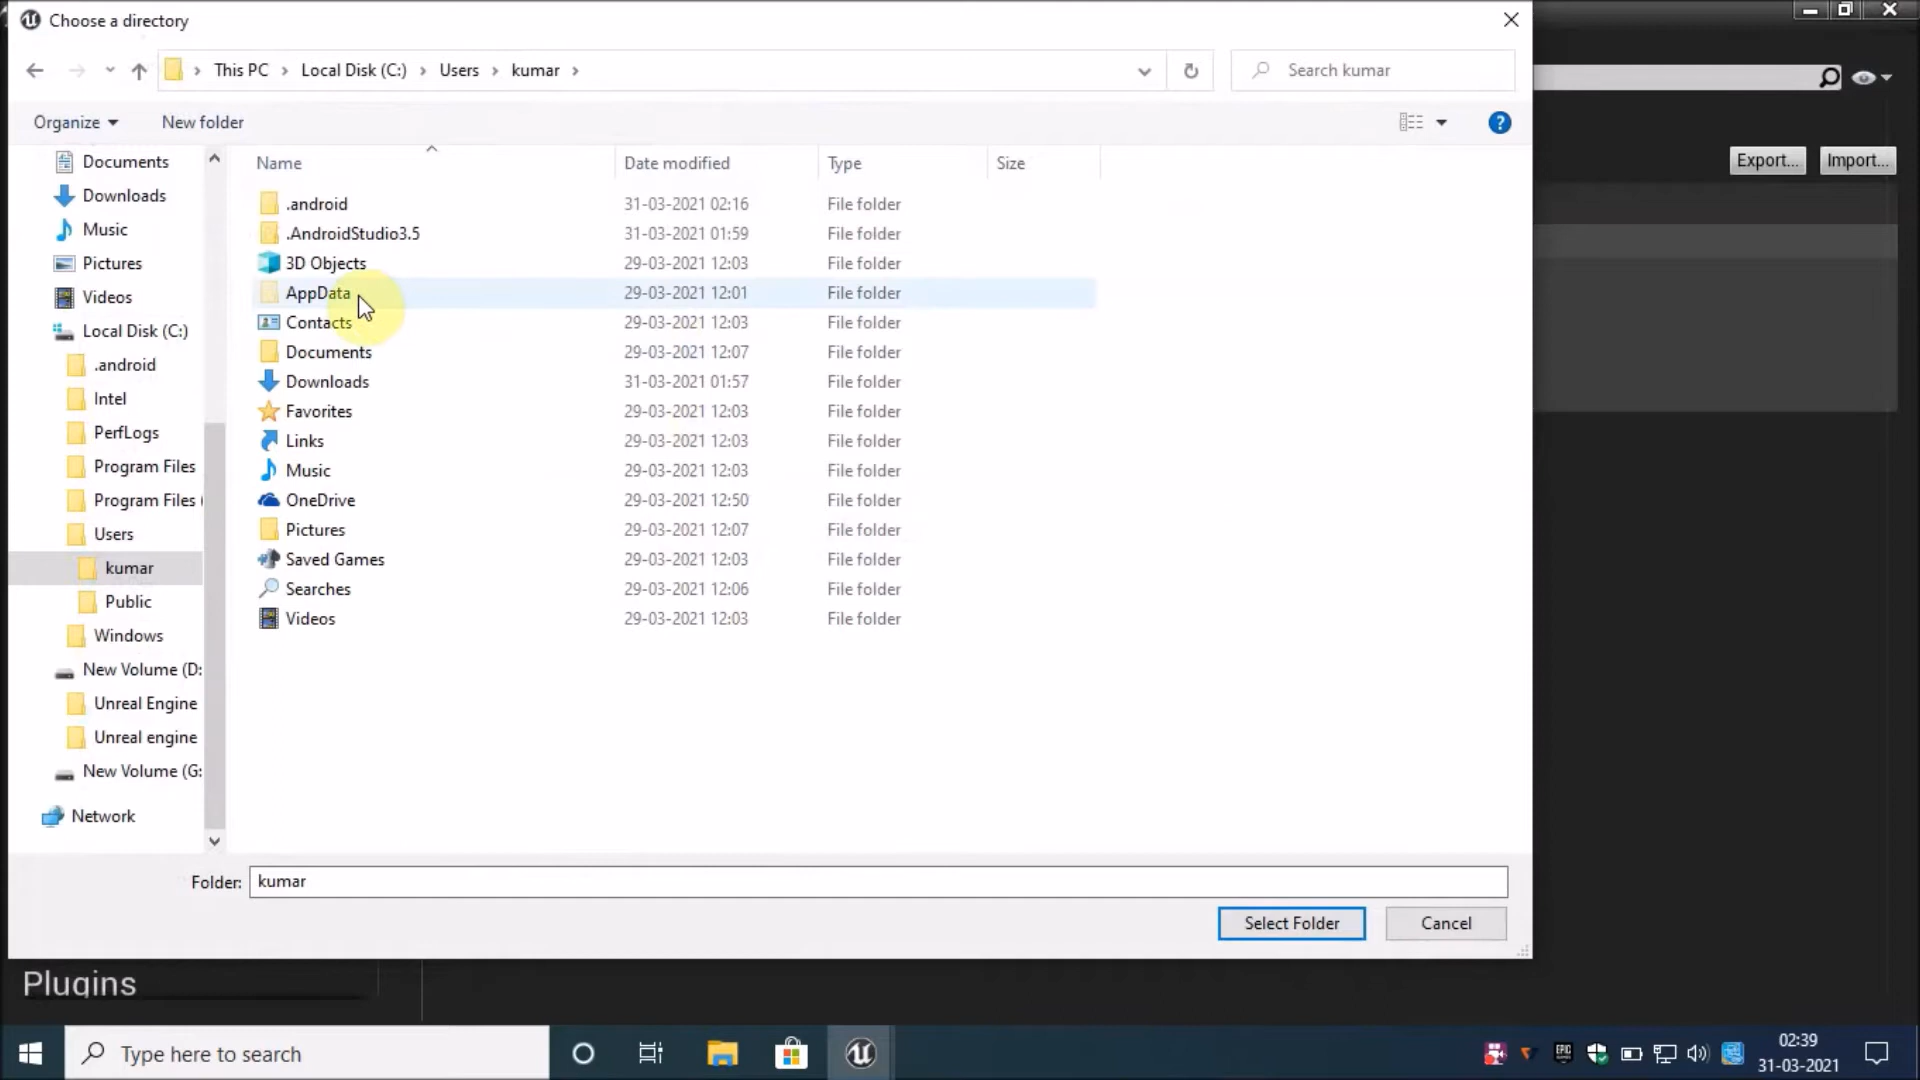 Choose a directory
This PC > Local Disk (C:) > Users > kumar >
Search kumar
Organize
New folder
?
Export...
Import...
Documents
Downloads
Music
Pictures
Videos
Local Disk (C:)
.android
Intel
PerfLogs
Program Files
Program Files (
Users
kumar
Public
Windows
New Volume (D:
Unreal Engine
Unreal engine
New Volume (G:
Network
Name Date modified Type Size
.android 31-03-2021 02:16 File folder
.AndroidStudio3.5 31-03-2021 01:59 File folder
3D Objects 29-03-2021 12:03 File folder
AppData 29-03-2021 12:01 File folder
Contacts 29-03-2021 12:03 File folder
Documents 29-03-2021 12:07 File folder
Downloads 31-03-2021 01:57 File folder
Favorites 29-03-2021 12:03 File folder
Links 29-03-2021 12:03 File folder
Music 29-03-2021 12:03 File folder
OneDrive 29-03-2021 12:50 File folder
Pictures 29-03-2021 12:07 File folder
Saved Games 29-03-2021 12:03 File folder
Searches 29-03-2021 12:06 File folder
Videos 29-03-2021 12:03 File folder
Folder: kumar
Select Folder
Cancel
Plugins
Type here to search
EPIC
02:39
31-03-2021